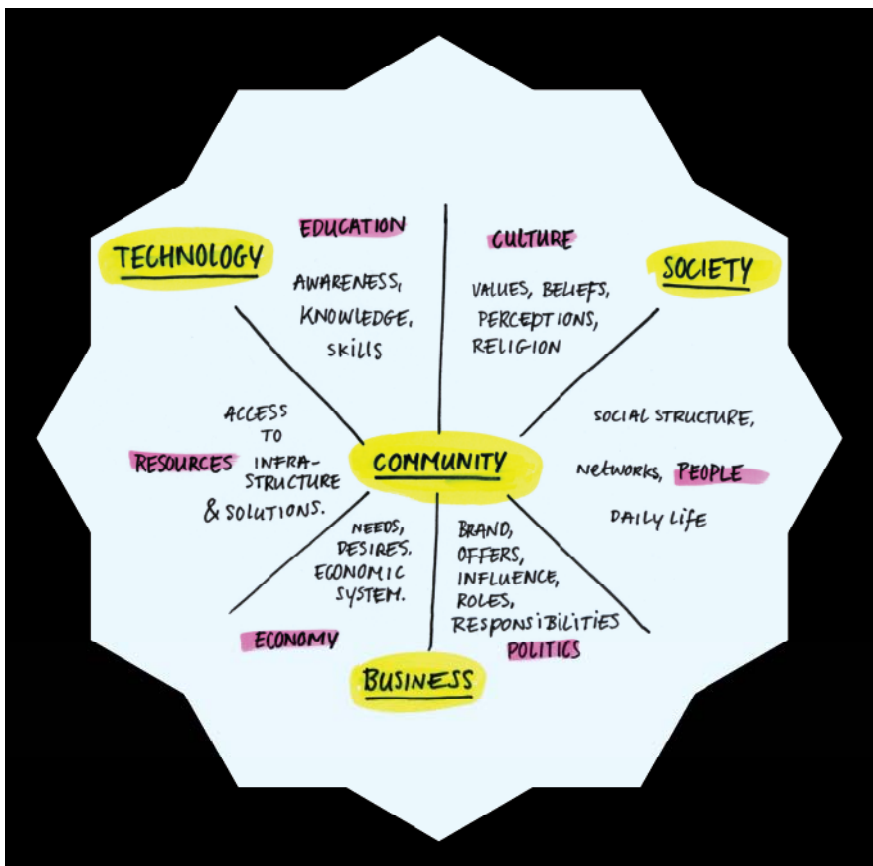 EDUCATION
CULTURE
TECHNOLOGY
SOCIETY
AWARENESS,
KNOWLEDGE,
SKILLS
VALUES, BELIEFS,
PERCEPTIONS,
RELIGION
ACCESS
TO
RESOURCES INFRA-
STRUCTURE
& SOLUTIONS.
COMMUNITY
SOCIAL STRUCTURE,
NETWORKS, PEOPLE
DAILY LIFE
NEEDS,
DESIRES.
ECONOMIC
SYSTEM.
BRAND,
OFFERS,
INFLUENCE,
ROLES,
RESPONSIBILITIES
ECONOMY
POLITICS
BUSINESS